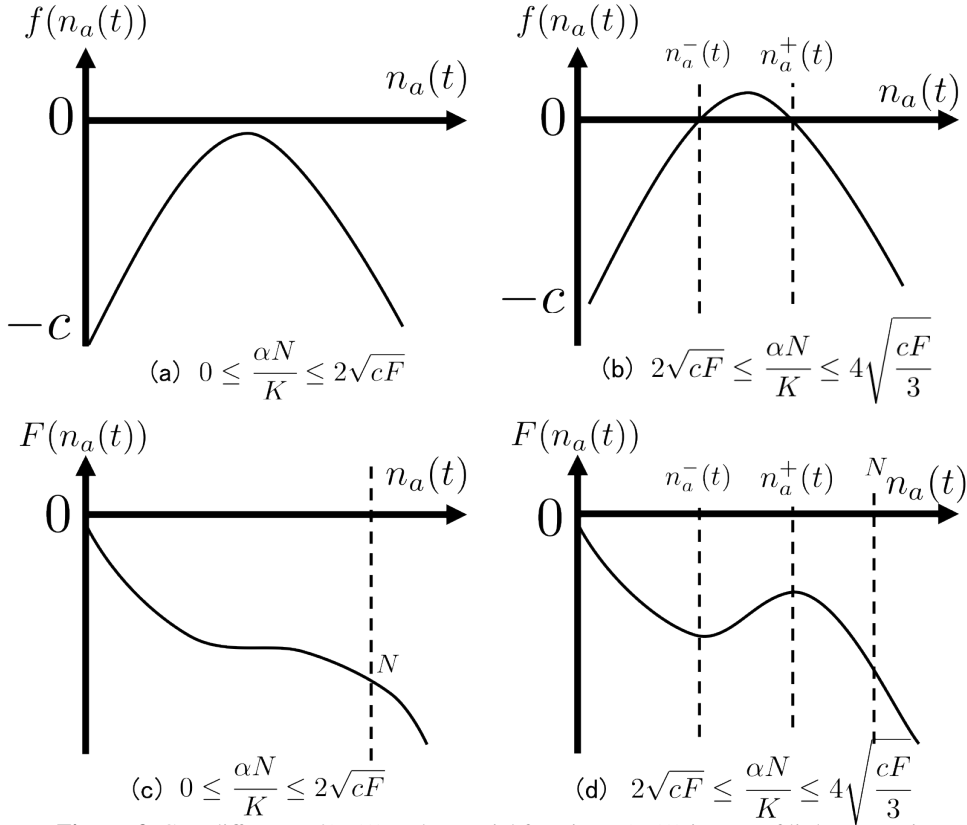 f(n_a(t))
n_a(t)
0
−c
(a) 0 ≤ αN/K ≤ 2√(cF)
f(n_a(t))
n_a^−(t) n_a^+(t)
n_a(t)
0
−c
(b) 2√(cF) ≤ αN/K ≤ 4√(cF/3)
F(n_a(t))
n_a(t)
0
N
(c) 0 ≤ αN/K ≤ 2√(cF)
F(n_a(t))
n_a^−(t) n_a^+(t) N n_a(t)
0
(d) 2√(cF) ≤ αN/K ≤ 4√(cF/3)